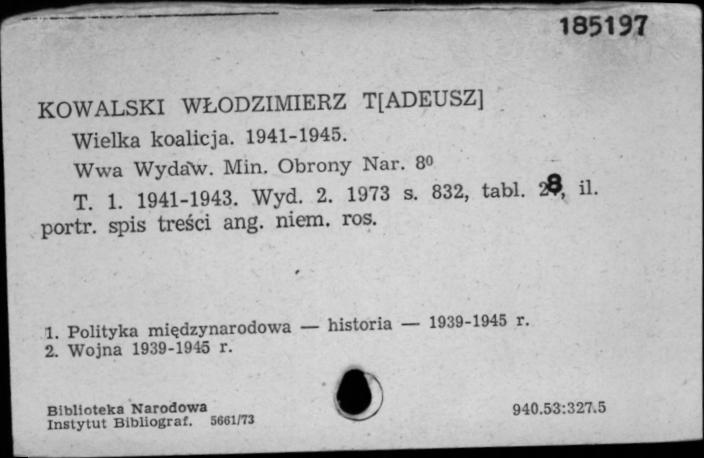 185197
KOWALSKI WŁODZIMIERZ T[ADEUSZ]
Wielka koalicja. 1941-1945.
Wwa Wydaw. Min. Obrony Nar. 8⁰
T. 1. 1941-1943. Wyd. 2. 1973 s. 832, tabl. 28, il.
portr. spis treści ang. niem. ros.
1. Polityka międzynarodowa — historia — 1939-1945 r.
2. Wojna 1939-1945 r.
Biblioteka Narodowa
Instytut Bibliograf. 5661/73
940.53:327.5